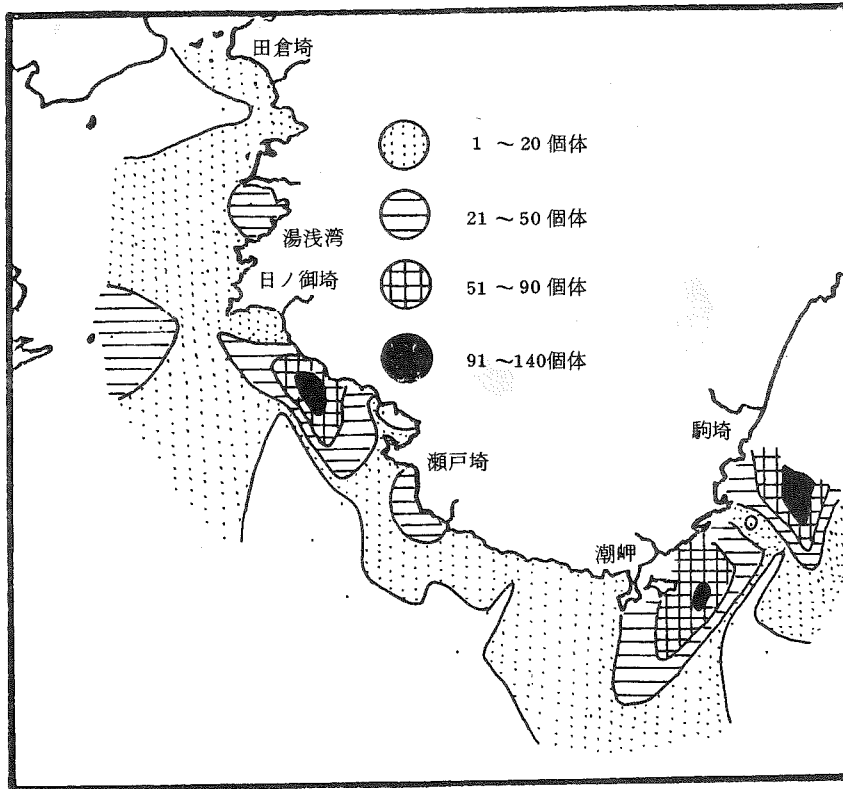 田倉埼
1 ～ 20 個体
21 ～ 50 個体
湯浅湾
日ノ御埼
51 ～ 90 個体
91 ～140個体
駒埼
瀬戸埼
潮岬